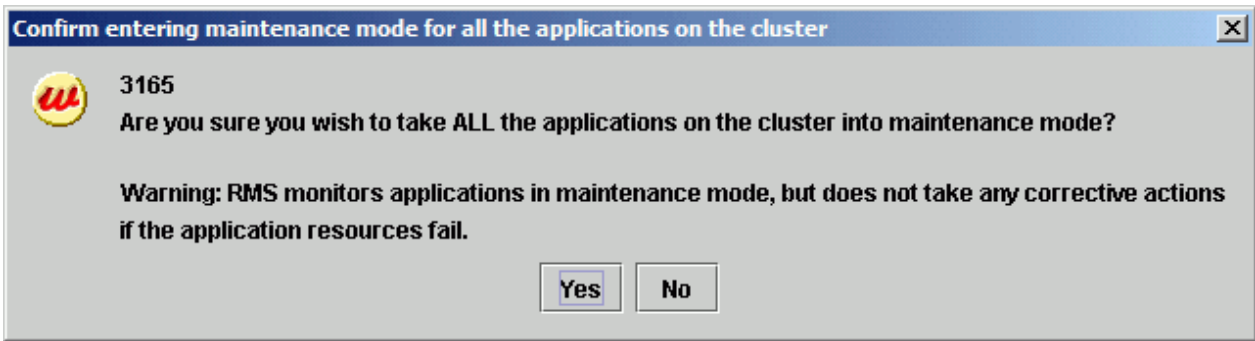 Confirm entering maintenance mode for all the applications on the cluster
w
3165
Are you sure you wish to take ALL the applications on the cluster into maintenance mode?
Warning: RMS monitors applications in maintenance mode, but does not take any corrective actions
if the application resources fail.
Yes No